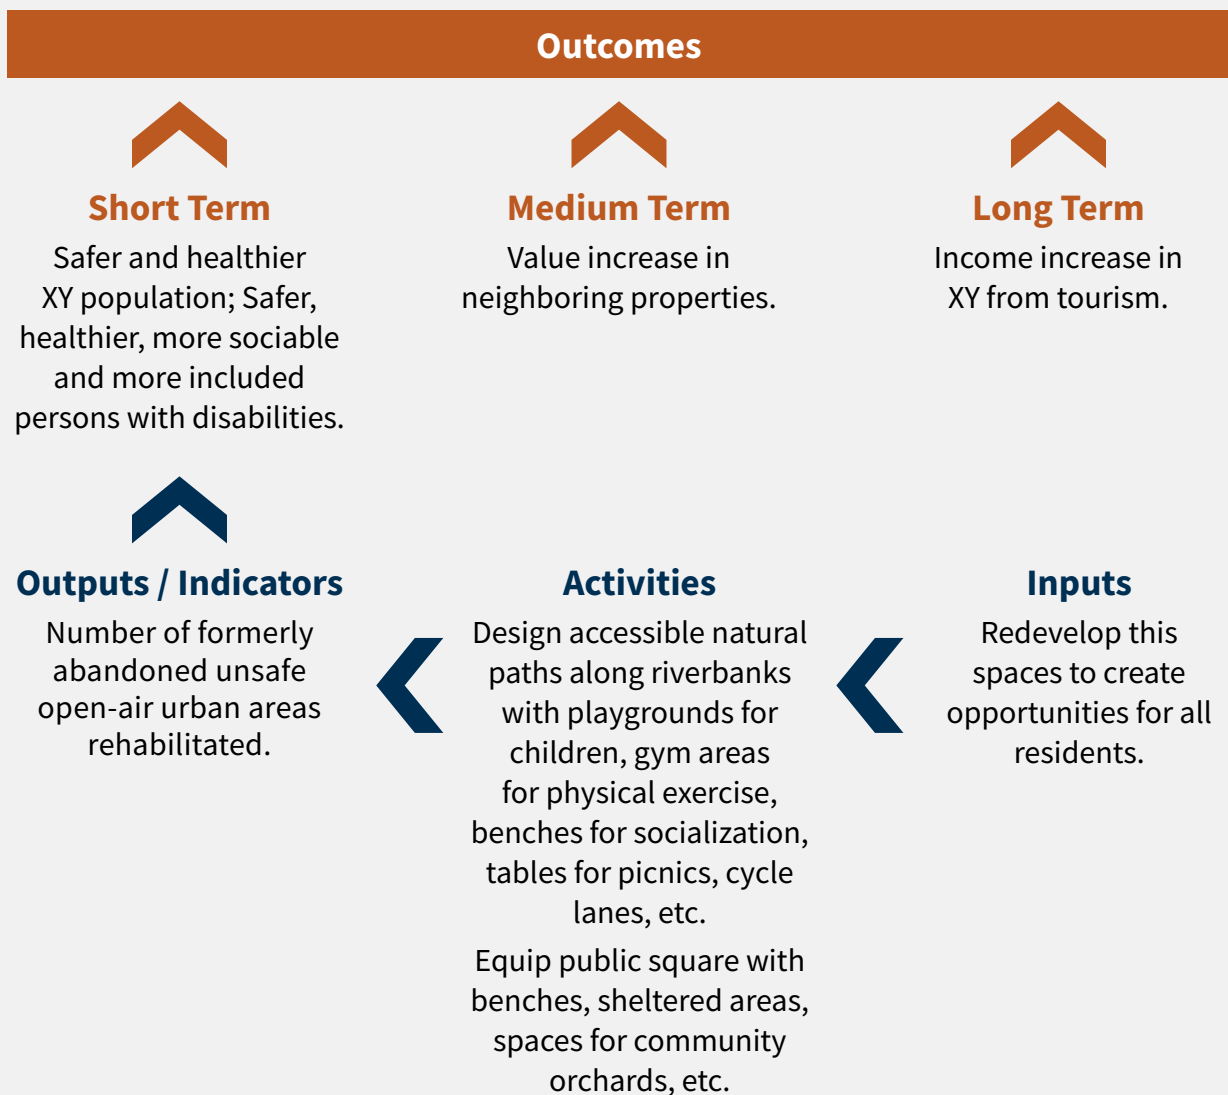 Outcomes
Short Term
Safer and healthier
XY population; Safer,
healthier, more sociable
and more included
persons with disabilities.
Medium Term
Value increase in
neighboring properties.
Long Term
Income increase in
XY from tourism.
Outputs / Indicators
Number of formerly
abandoned unsafe
open-air urban areas
rehabilitated.
Activities
Design accessible natural
paths along riverbanks
with playgrounds for
children, gym areas
for physical exercise,
benches for socialization,
tables for picnics, cycle
lanes, etc.
Equip public square with
benches, sheltered areas,
spaces for community
orchards, etc.
Inputs
Redevelop this
spaces to create
opportunities for all
residents.